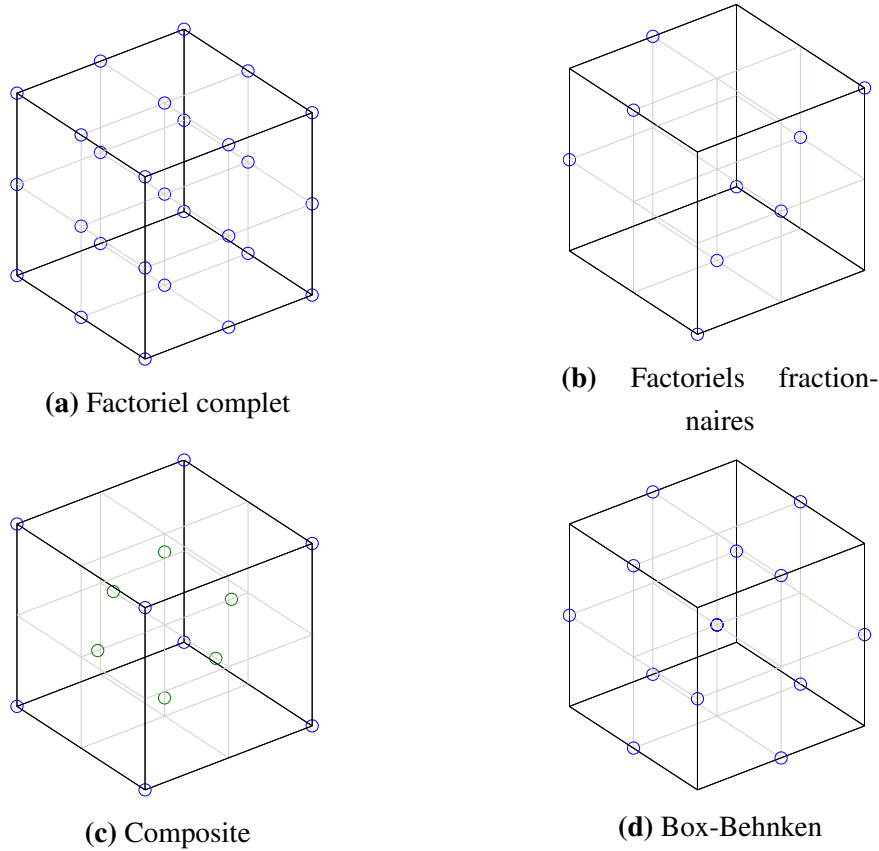 (a) Factoriel complet
(b) Factoriels fraction-
naires
(c) Composite
(d) Box-Behnken